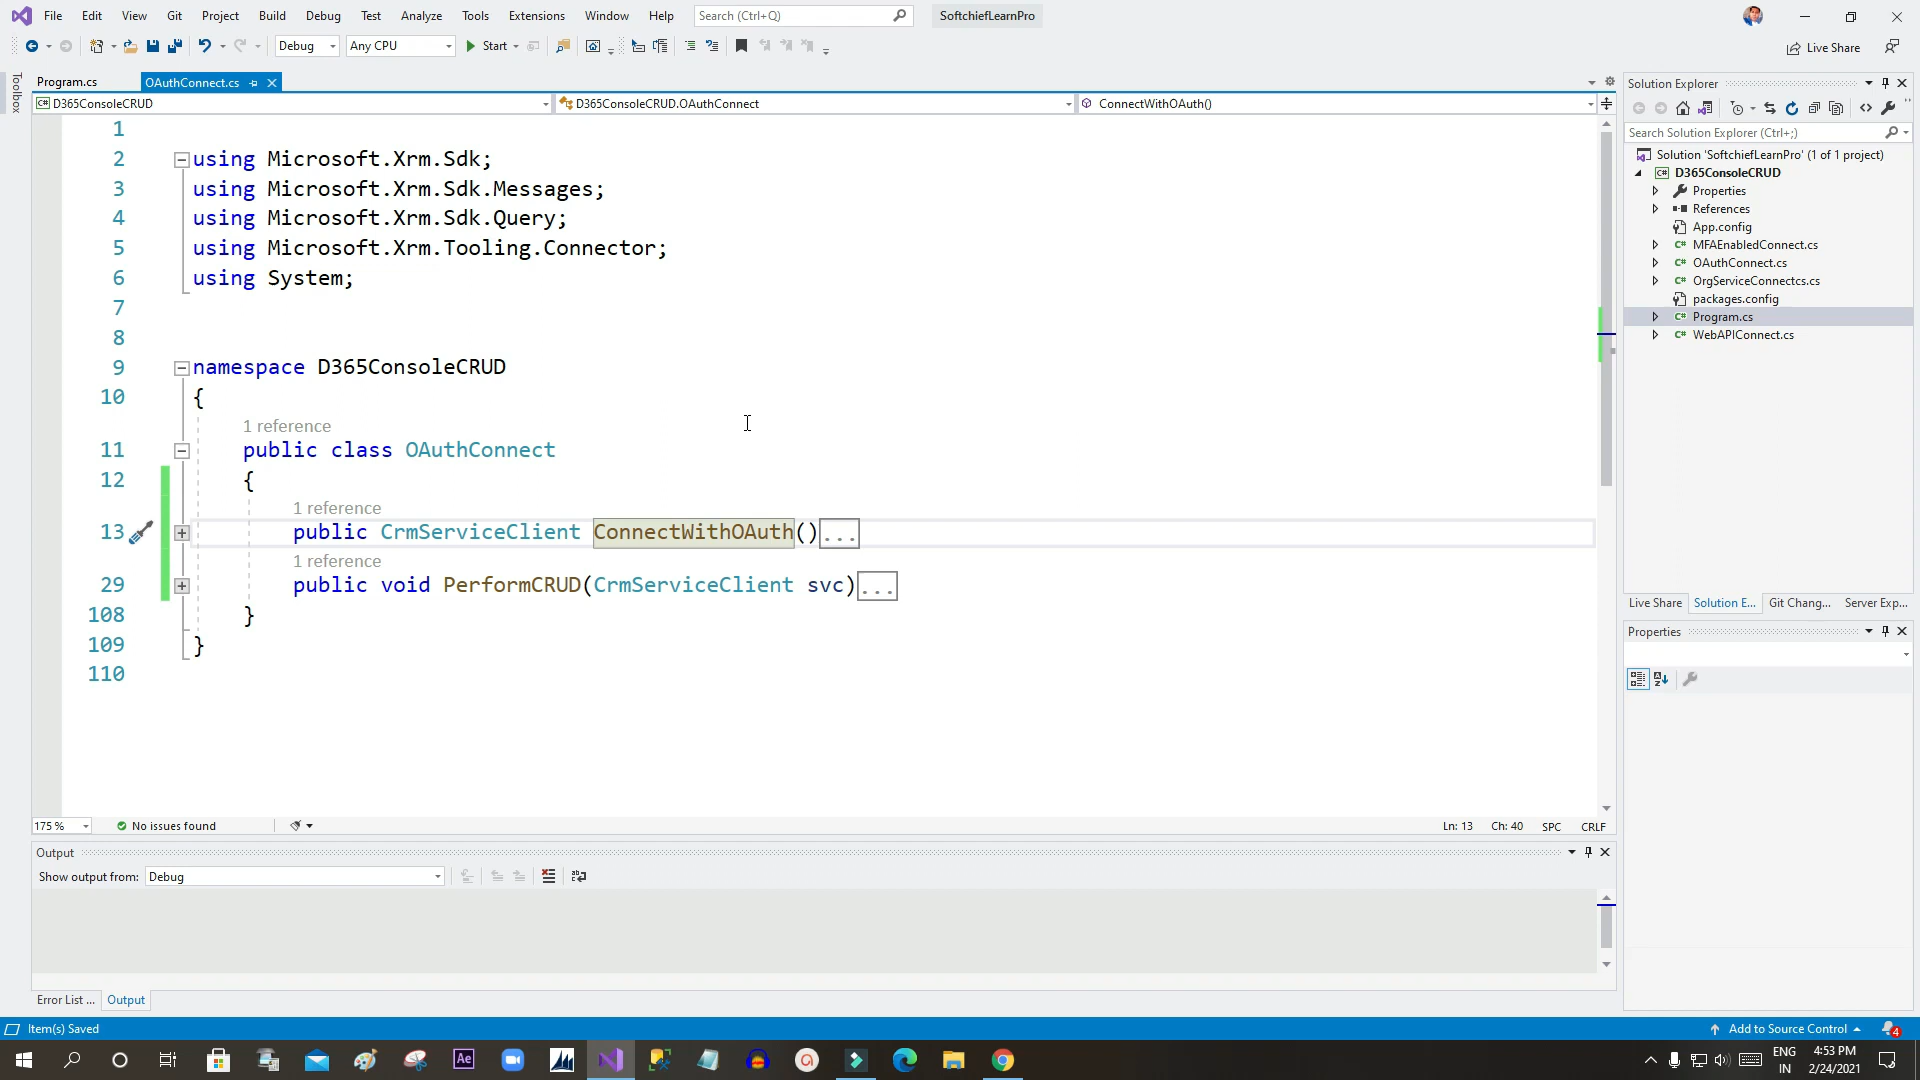 File Edit View Git Project Build Debug Test Analyze Tools Extensions Window Help Search (Ctrl+Q) SoftchiefLearnPro
Debug Any CPU Start Live Share
Toolbox
Program.cs OAuthConnect.cs
D365ConsoleCRUD D365ConsoleCRUD.OAuthConnect ConnectWithOAuth()
1
2 using Microsoft.Xrm.Sdk;
3 using Microsoft.Xrm.Sdk.Messages;
4 using Microsoft.Xrm.Sdk.Query;
5 using Microsoft.Xrm.Tooling.Connector;
6 using System;
7
8
9 namespace D365ConsoleCRUD
10 {
1 reference
11 public class OAuthConnect
12 {
1 reference
13 public CrmServiceClient ConnectWithOAuth()...
1 reference
29 public void PerformCRUD(CrmServiceClient svc)...
108 }
109 }
110
175 % No issues found Ln: 13 Ch: 40 SPC CRLF
Output
Show output from: Debug
Error List ... Output
Solution Explorer
Search Solution Explorer (Ctrl+;)
Solution 'SoftchiefLearnPro' (1 of 1 project)
C# D365ConsoleCRUD
Properties
References
App.config
C# MFAEnabledConnect.cs
C# OAuthConnect.cs
C# OrgServiceConnectcs.cs
packages.config
C# Program.cs
C# WebAPIConnect.cs
Live Share Solution E... Git Chang... Server Exp...
Properties
Item(s) Saved Add to Source Control 4
Ae ENG 4:53 PM
IN 2/24/2021